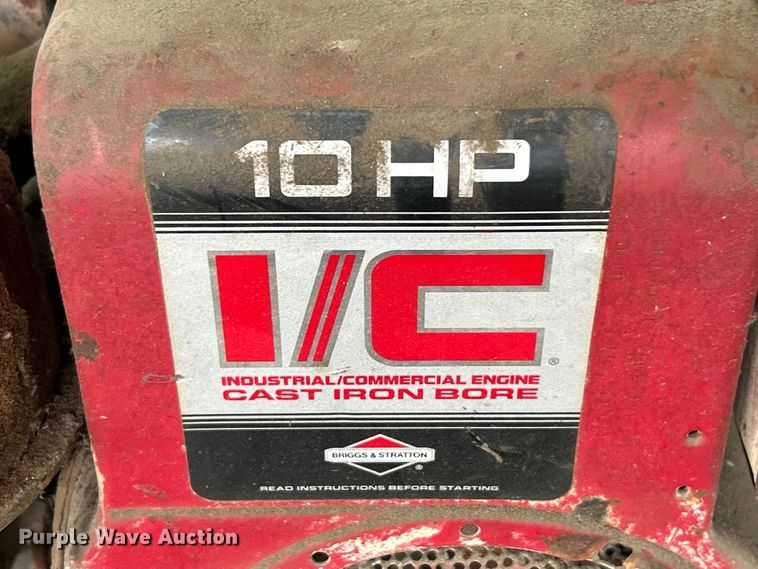 10 HP
I/C®
INDUSTRIAL/COMMERCIAL ENGINE
CAST IRON BORE
BRIGGS & STRATTON®
READ INSTRUCTIONS BEFORE STARTING
Purple Wave Auction